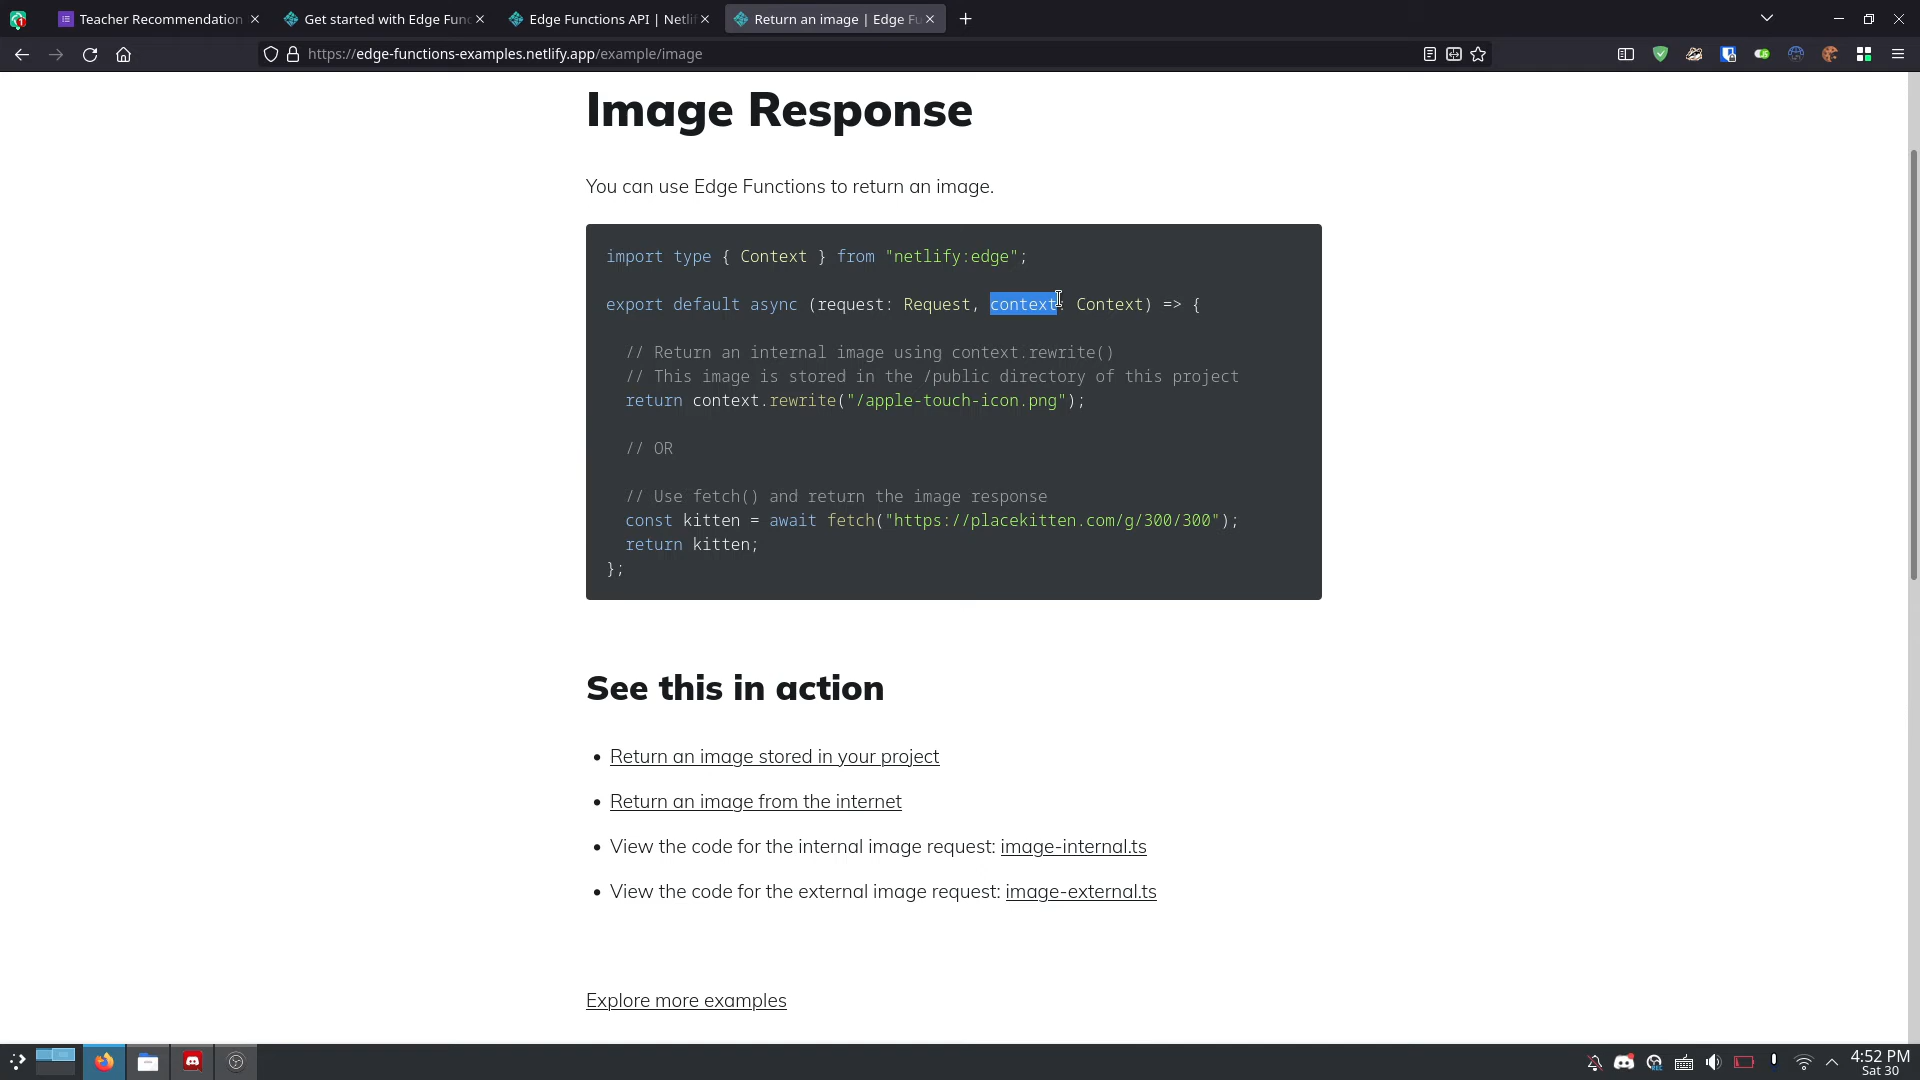 Teacher Recommendation
Get started with Edge Func
Edge Functions API | Netli
Return an image | Edge Fu
https://edge-functions-examples.netlify.app/example/image
Image Response
You can use Edge Functions to return an image.
import type { Context } from "netlify:edge";
export default async (request: Request, context: Context) => {
// Return an internal image using context.rewrite()
// This image is stored in the /public directory of this project
return context.rewrite("/apple-touch-icon.png");
// OR
// Use fetch() and return the image response
const kitten = await fetch("https://placekitten.com/g/300/300");
return kitten;
};
See this in action
• Return an image stored in your project
• Return an image from the internet
• View the code for the internal image request: image-internal.ts
• View the code for the external image request: image-external.ts
Explore more examples
4:52 PM
Sat 30